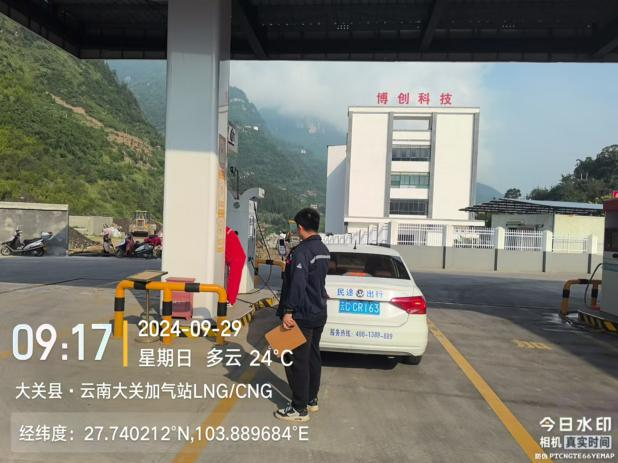 博创科技
民途 出行
云C·CR163
服务热线：400-1389-889
09:17
2024-09-29
星期日 多云 24°C
大关县·云南大关加气站LNG/CNG
经纬度：27.740212°N,103.889684°E
今日水印
相机 真实时间
防伪 PTCNGTE66YEMAP